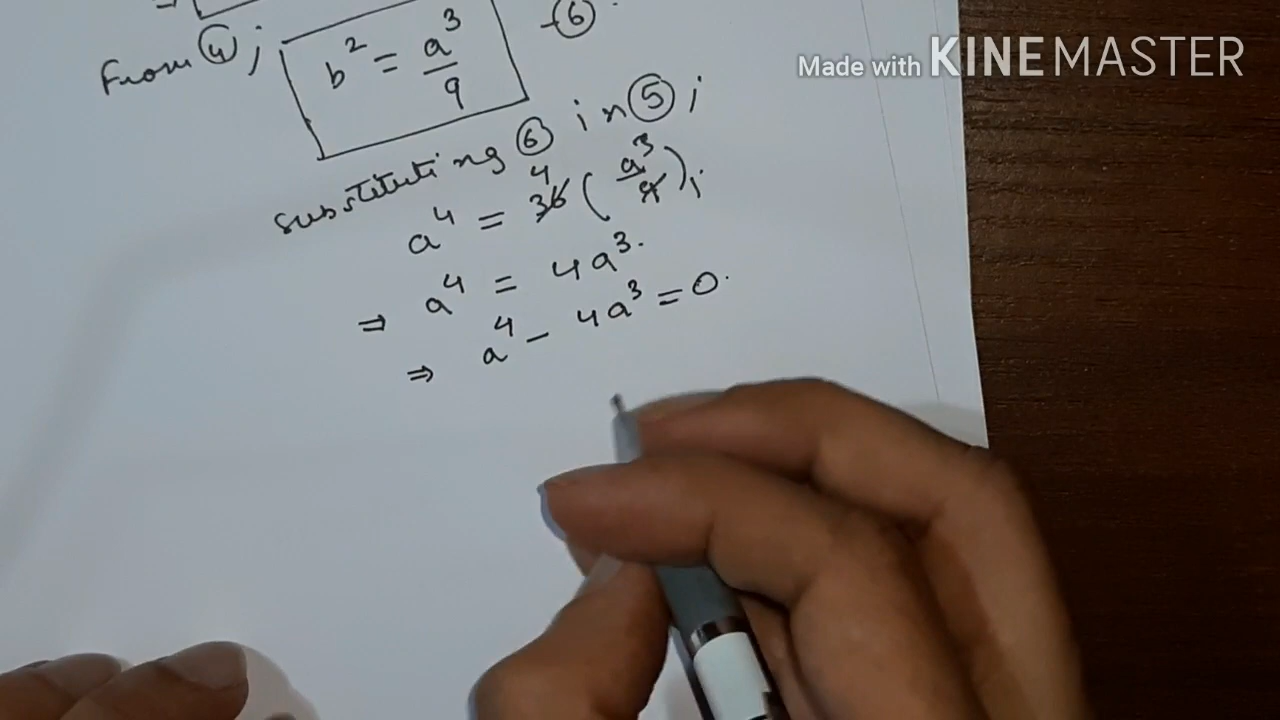 Made with KINEMASTER
From ④; b² = a³/9 -⑥.
substituting ⑥ in ⑤;
a⁴ = 36 4 (a³/9);
⇒ a⁴ = 4a³.
⇒ a⁴ - 4a³ = 0.